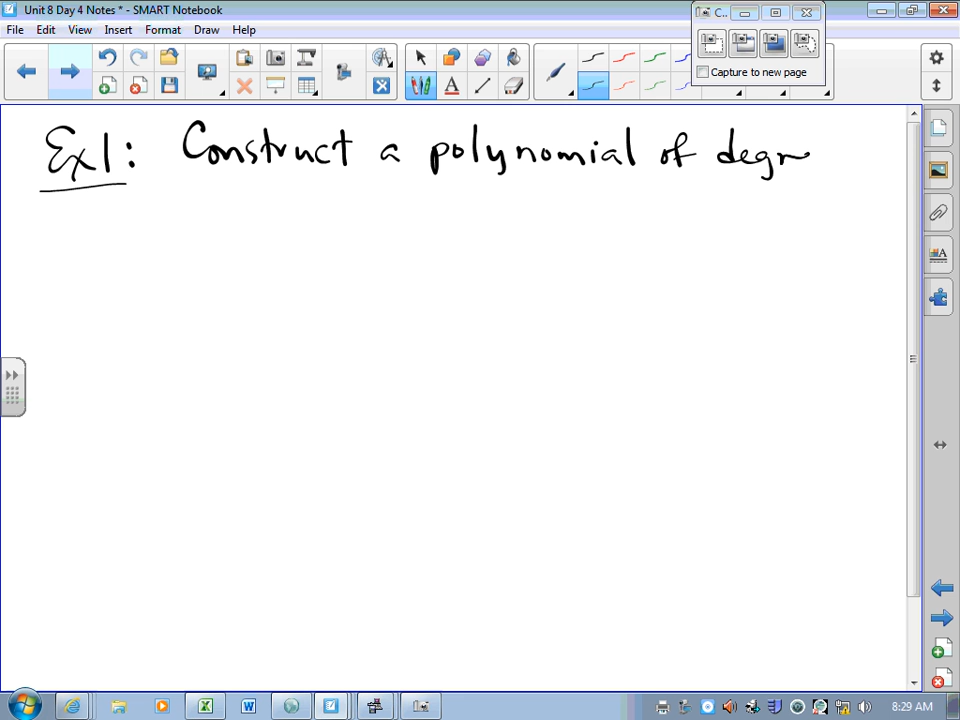 Unit 8 Day 4 Notes * - SMART Notebook
C..
File Edit View Insert Format Draw Help
Capture to new page
Ex1: Construct a polynomial of degr
8:29 AM